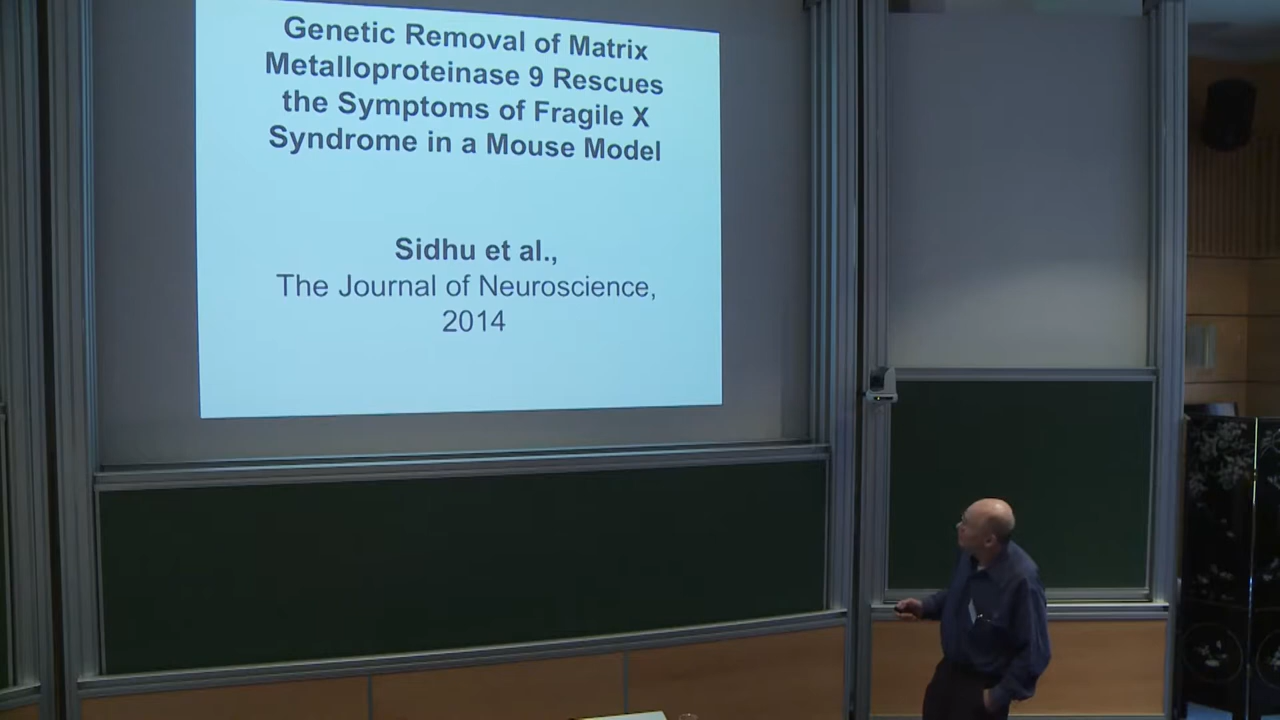 Genetic Removal of Matrix
Metalloproteinase 9 Rescues
the Symptoms of Fragile X
Syndrome in a Mouse Model
Sidhu et al.,
The Journal of Neuroscience,
2014